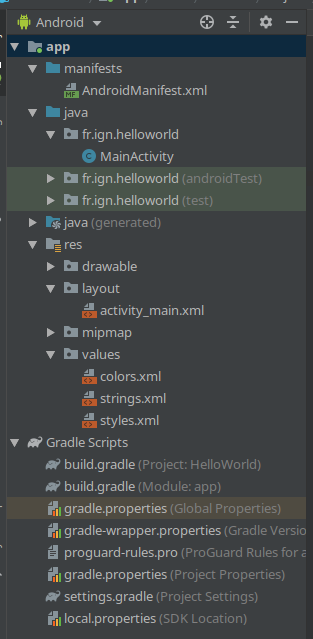 Android
app
manifests
AndroidManifest.xml
java
fr.ign.helloworld
MainActivity
fr.ign.helloworld (androidTest)
fr.ign.helloworld (test)
java (generated)
res
drawable
layout
activity_main.xml
mipmap
values
colors.xml
strings.xml
styles.xml
Gradle Scripts
build.gradle (Project: HelloWorld)
build.gradle (Module: app)
gradle.properties (Global Properties)
gradle-wrapper.properties (Gradle Versio
proguard-rules.pro (ProGuard Rules for a
gradle.properties (Project Properties)
settings.gradle (Project Settings)
local.properties (SDK Location)